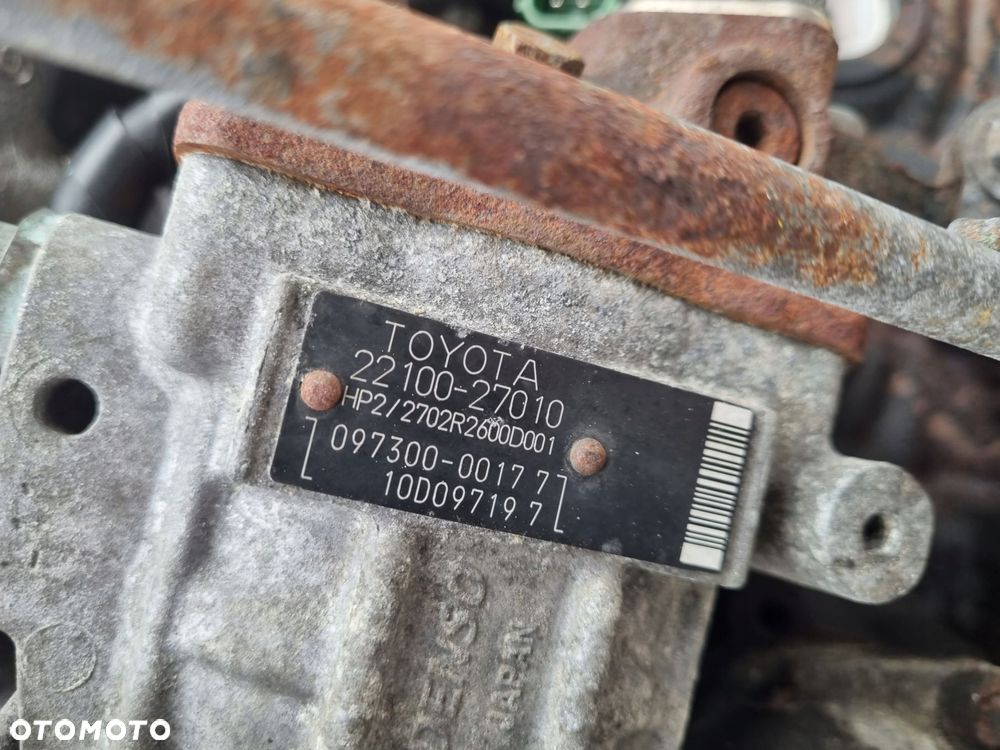 TOYOTA
22100-27010
HP2/2702R2600D001
097300-0017 7
10D09719 7
DENSO
JAPAN
OTOMOTO